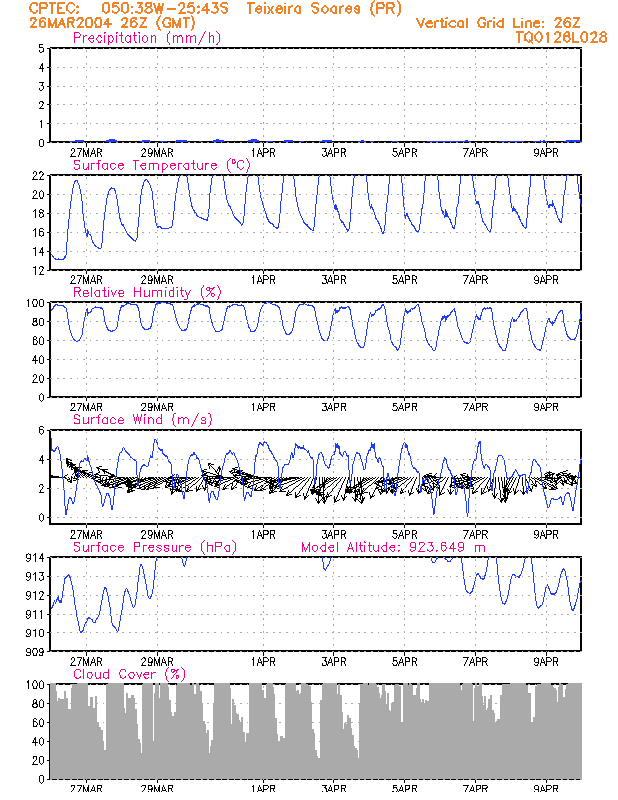 CPTEC: 050:38W-25:43S Teixeira Soares (PR)
26MAR2004 26Z (GMT) Vertical Grid Line: 26Z
Precipitation (mm/h) TQ0126L028
5
4
3
2
1
0
27MAR 29MAR 1APR 3APR 5APR 7APR 9APR
Surface Temperature (°C)
22
20
18
16
14
12
27MAR 29MAR 1APR 3APR 5APR 7APR 9APR
Relative Humidity (%)
100
80
60
40
20
0
27MAR 29MAR 1APR 3APR 5APR 7APR 9APR
Surface Wind (m/s)
6
4
2
0
27MAR 29MAR 1APR 3APR 5APR 7APR 9APR
Surface Pressure (hPa) Model Altitude: 923.649 m
914
913
912
911
910
909
27MAR 29MAR 1APR 3APR 5APR 7APR 9APR
Cloud Cover (%)
100
80
60
40
20
0
27MAR 29MAR 1APR 3APR 5APR 7APR 9APR